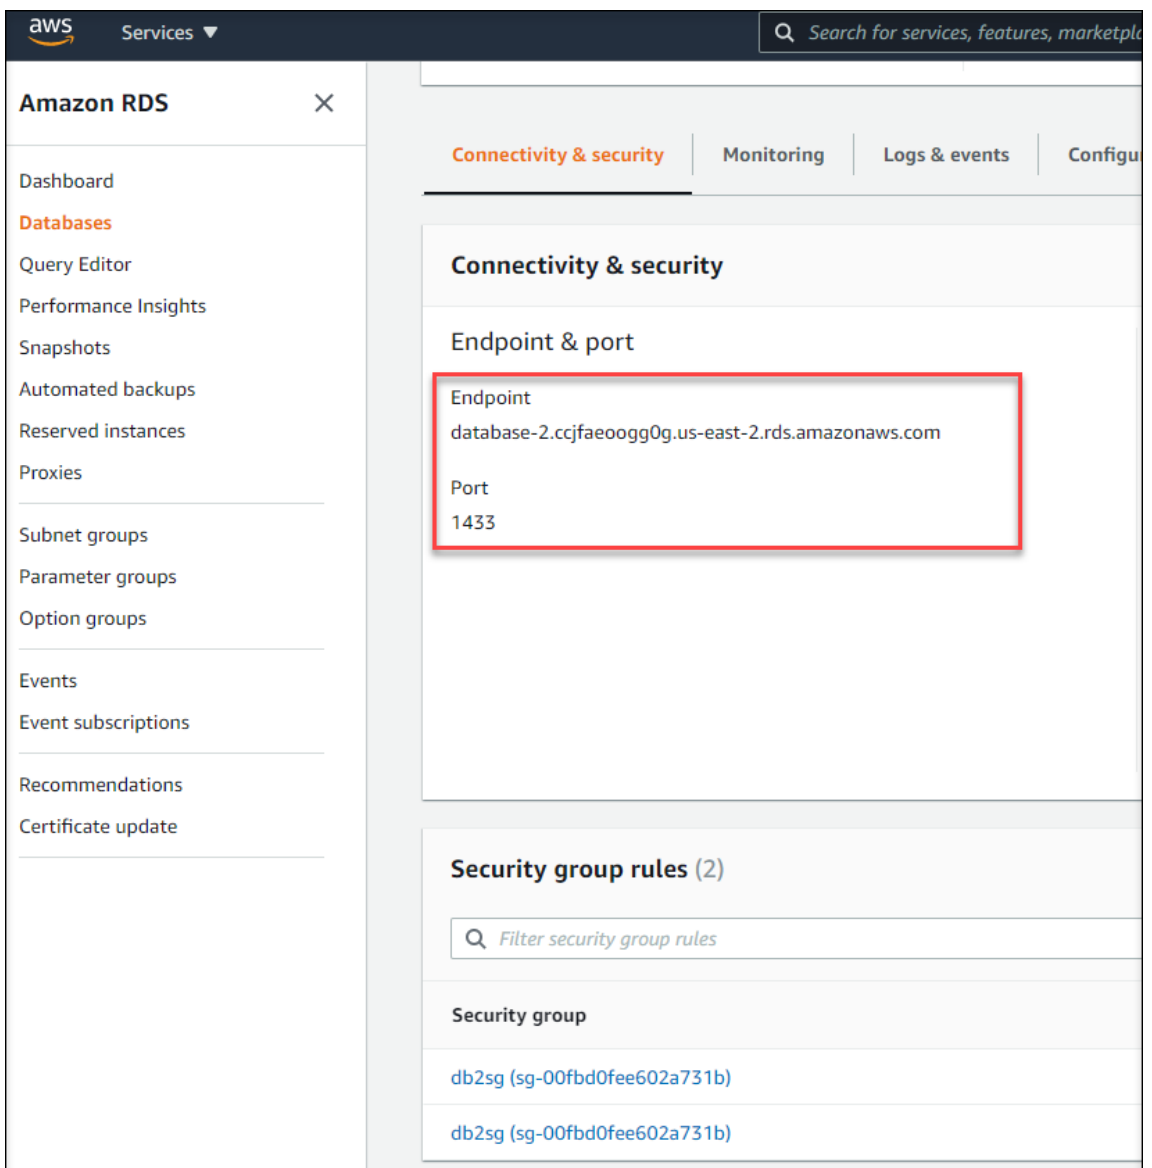 aws
Services ▼
Search for services, features, marketpla
Amazon RDS
Dashboard
Databases
Query Editor
Performance Insights
Snapshots
Automated backups
Reserved instances
Proxies
Subnet groups
Parameter groups
Option groups
Events
Event subscriptions
Recommendations
Certificate update
Connectivity & security
Monitoring
Logs & events
Configur
Connectivity & security
Endpoint & port
Endpoint
database-2.ccjfaeoogg0g.us-east-2.rds.amazonaws.com
Port
1433
Security group rules (2)
Filter security group rules
Security group
db2sg (sg-00fbd0fee602a731b)
db2sg (sg-00fbd0fee602a731b)